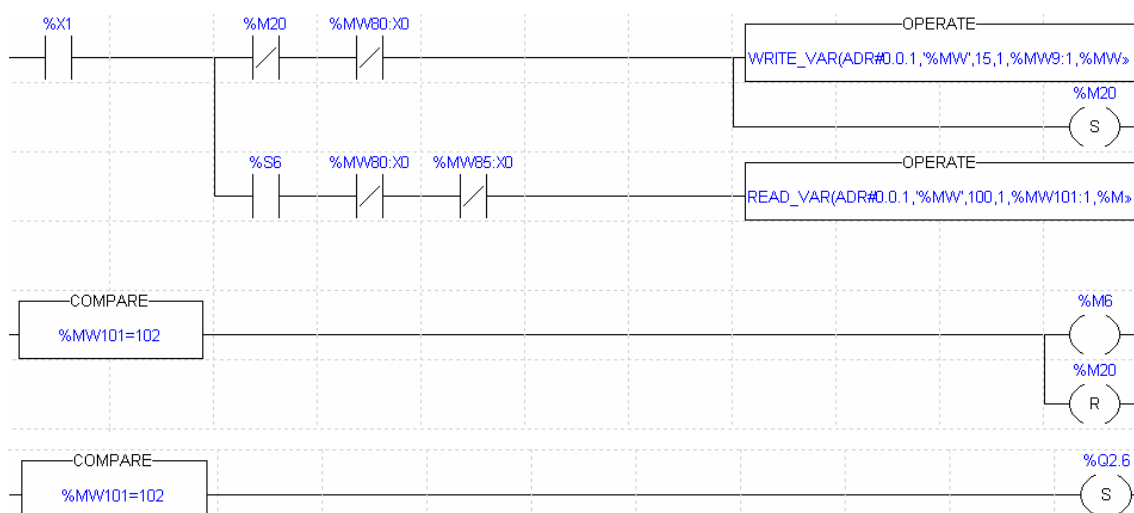 %X1 %M20 %MW80:X0 OPERATE
WRITE_VAR(ADR#0.0.1,'%MW',15,1,%MW9:1,%MW»
%M20
S
%S6 %MW80:X0 %MW85:X0 OPERATE
READ_VAR(ADR#0.0.1,'%MW',100,1,%MW101:1,%M»
COMPARE %M6
%MW101=102
%M20
R
COMPARE %Q2.6
%MW101=102 S